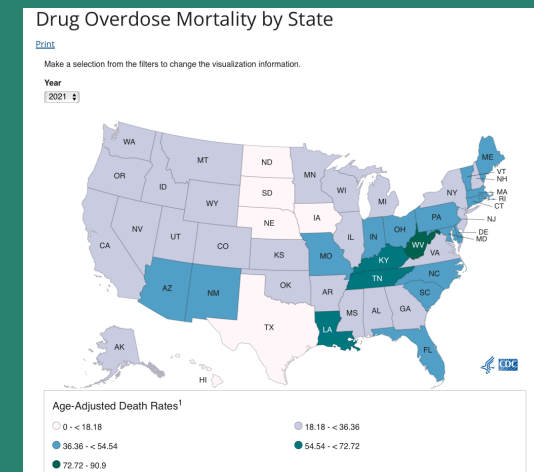 Drug Overdose Mortality by State
Print
Make a selection from the filters to change the visualization information.
Year
2021
WA
MT
ND
MN
ME
VT
NH
OR
ID
SD
WI
MI
NY
MA
RI
CT
WY
IA
PA
NJ
NE
NV
UT
CO
IL
IN
OH
DE
MD
CA
KS
MO
WV
VA
KY
AZ
NM
OK
AR
TN
NC
SC
TX
LA
MS
AL
GA
AK
HI
FL
CDC
Age-Adjusted Death Rates1
0 - < 18.18
18.18 - < 36.36
36.36 - < 54.54
54.54 - < 72.72
72.72 - 90.9